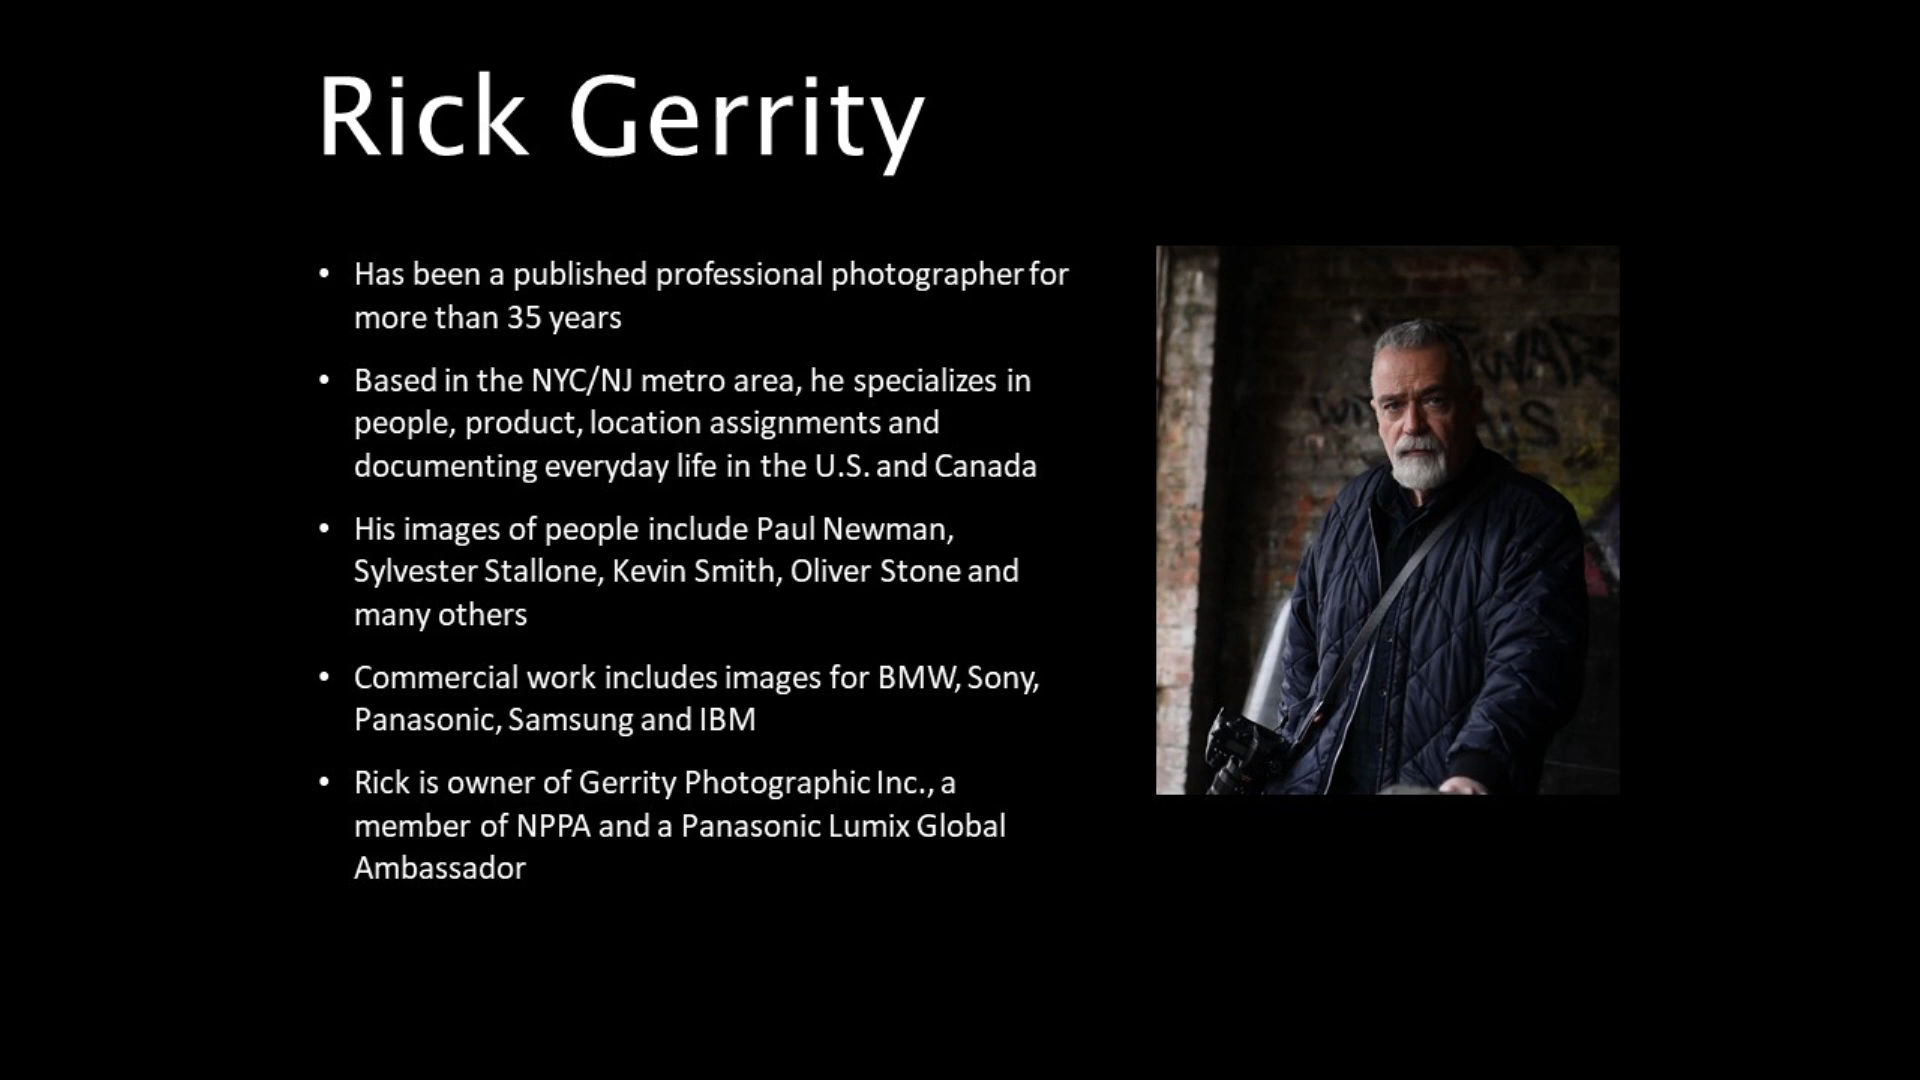 Rick Gerrity
• Has been a published professional photographer for
more than 35 years
• Based in the NYC/NJ metro area, he specializes in
people, product, location assignments and
documenting everyday life in the U.S. and Canada
• His images of people include Paul Newman,
Sylvester Stallone, Kevin Smith, Oliver Stone and
many others
• Commercial work includes images for BMW, Sony,
Panasonic, Samsung and IBM
• Rick is owner of Gerrity Photographic Inc., a
member of NPPA and a Panasonic Lumix Global
Ambassador